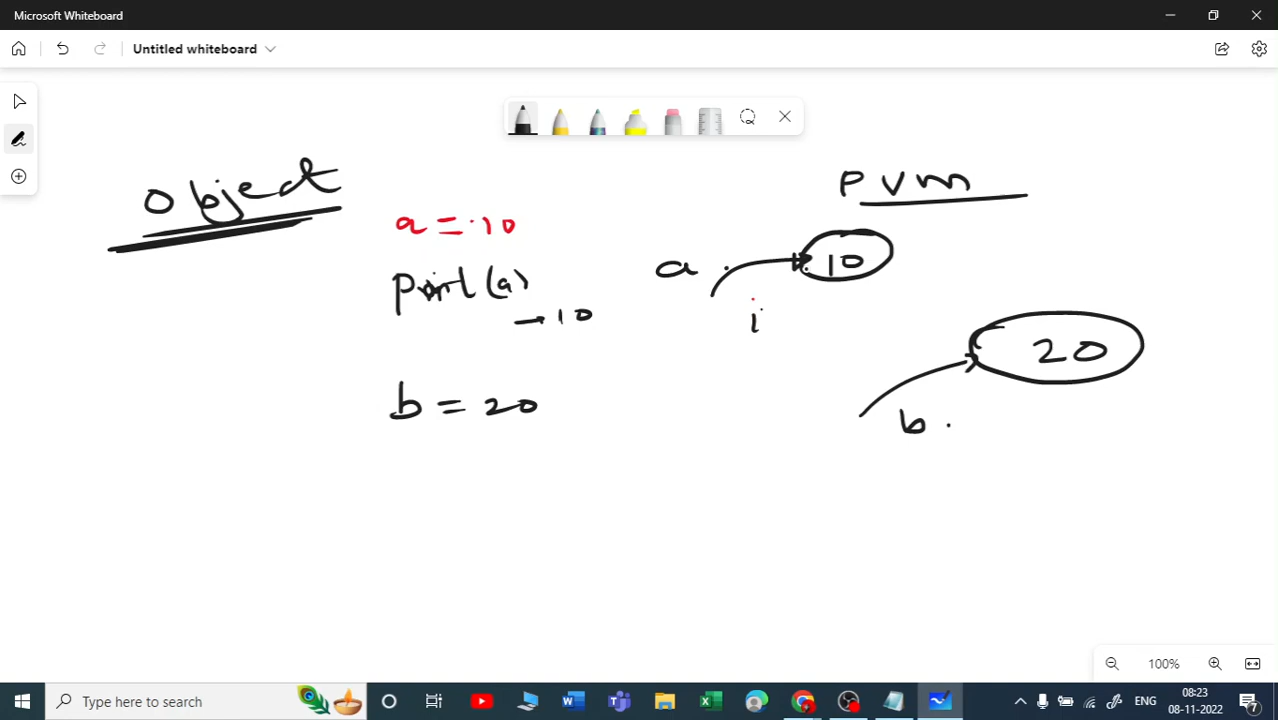 Microsoft Whiteboard
Untitled whiteboard
object
a = 10
print(a)
→ 10
b = 20
PVM
a
10
i
20
b
100%
Type here to search
ENG
08:23
08-11-2022
7